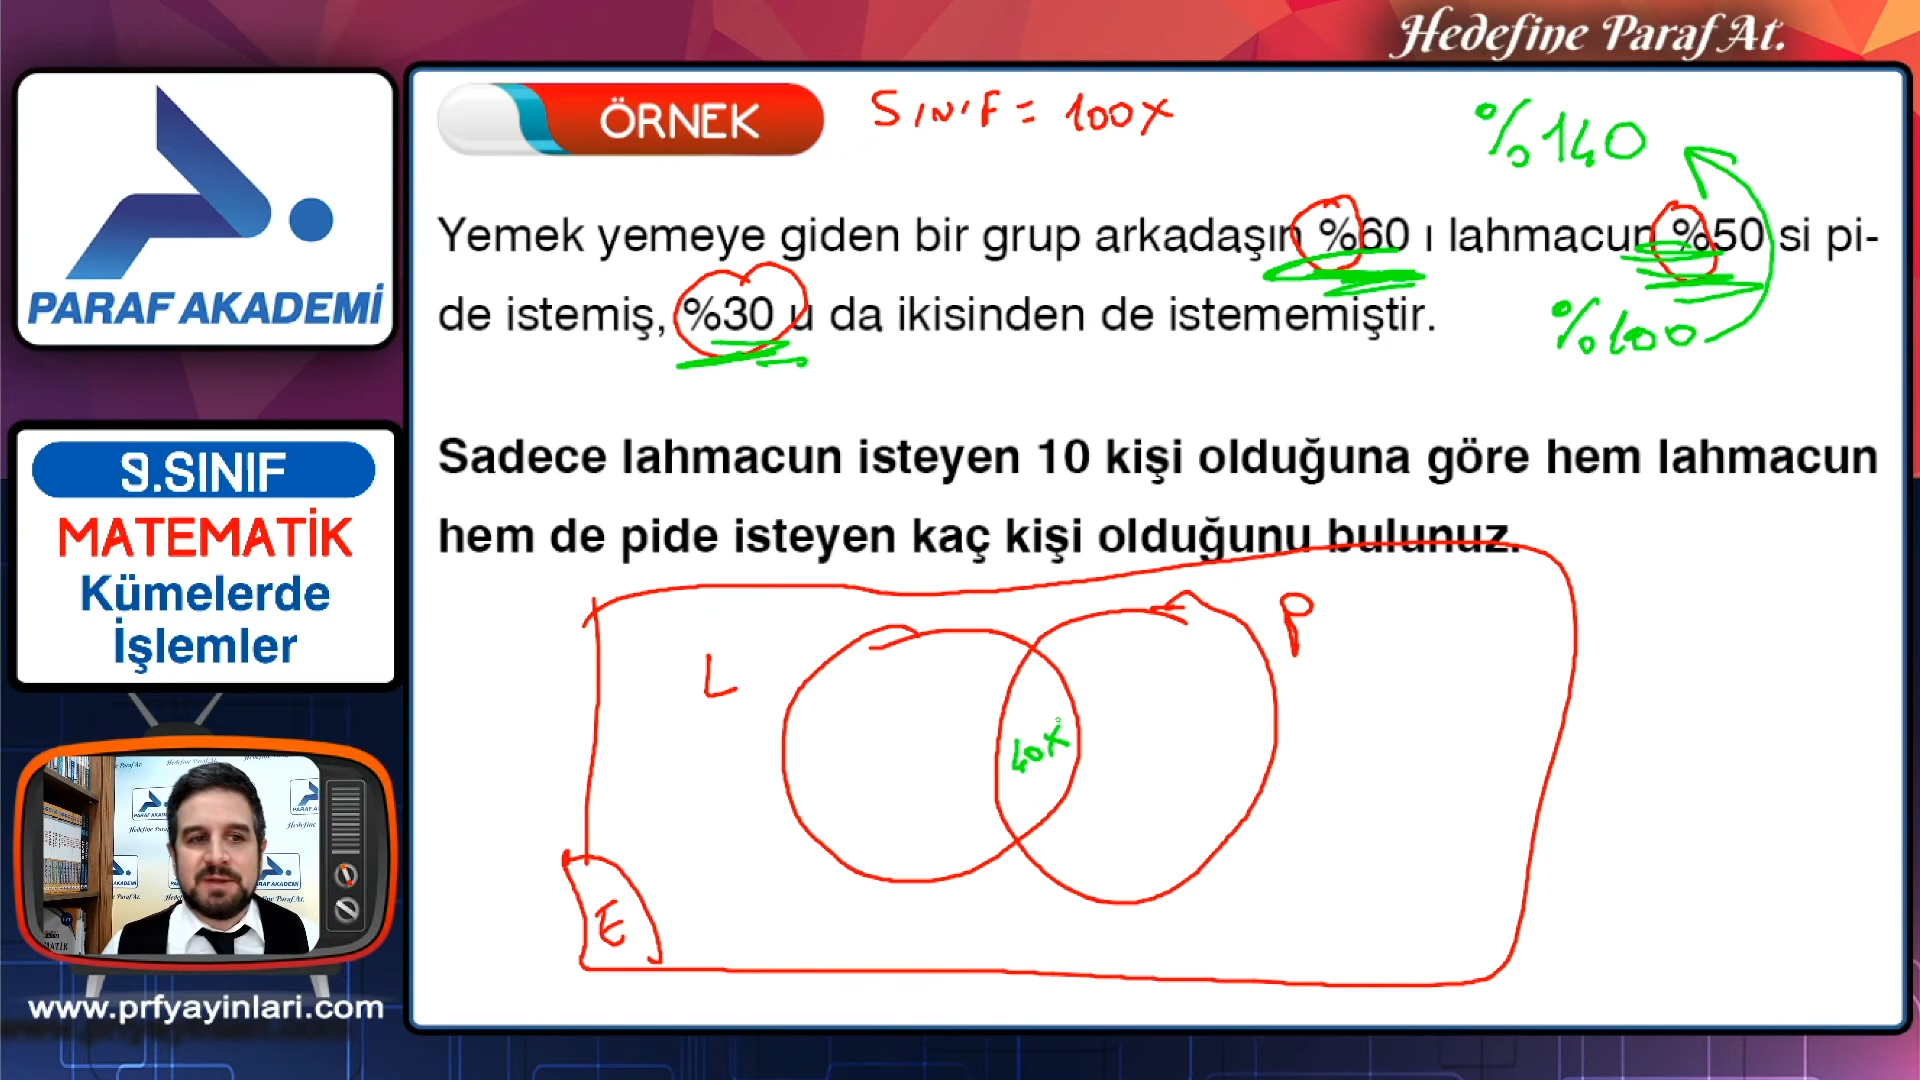 Hedefine Paraf At.
PARAF AKADEMİ
9.SINIF
MATEMATİK
Kümelerde
İşlemler
www.prfyayinlari.com
ÖRNEK
SINIF = 100X
%140
Yemek yemeye giden bir grup arkadaşın %60 ı lahmacun %50 si pi-
de istemiş, %30 u da ikisinden de istememiştir.
%100
Sadece lahmacun isteyen 10 kişi olduğuna göre hem lahmacun
hem de pide isteyen kaç kişi olduğunu bulunuz.
L
P
40X
E